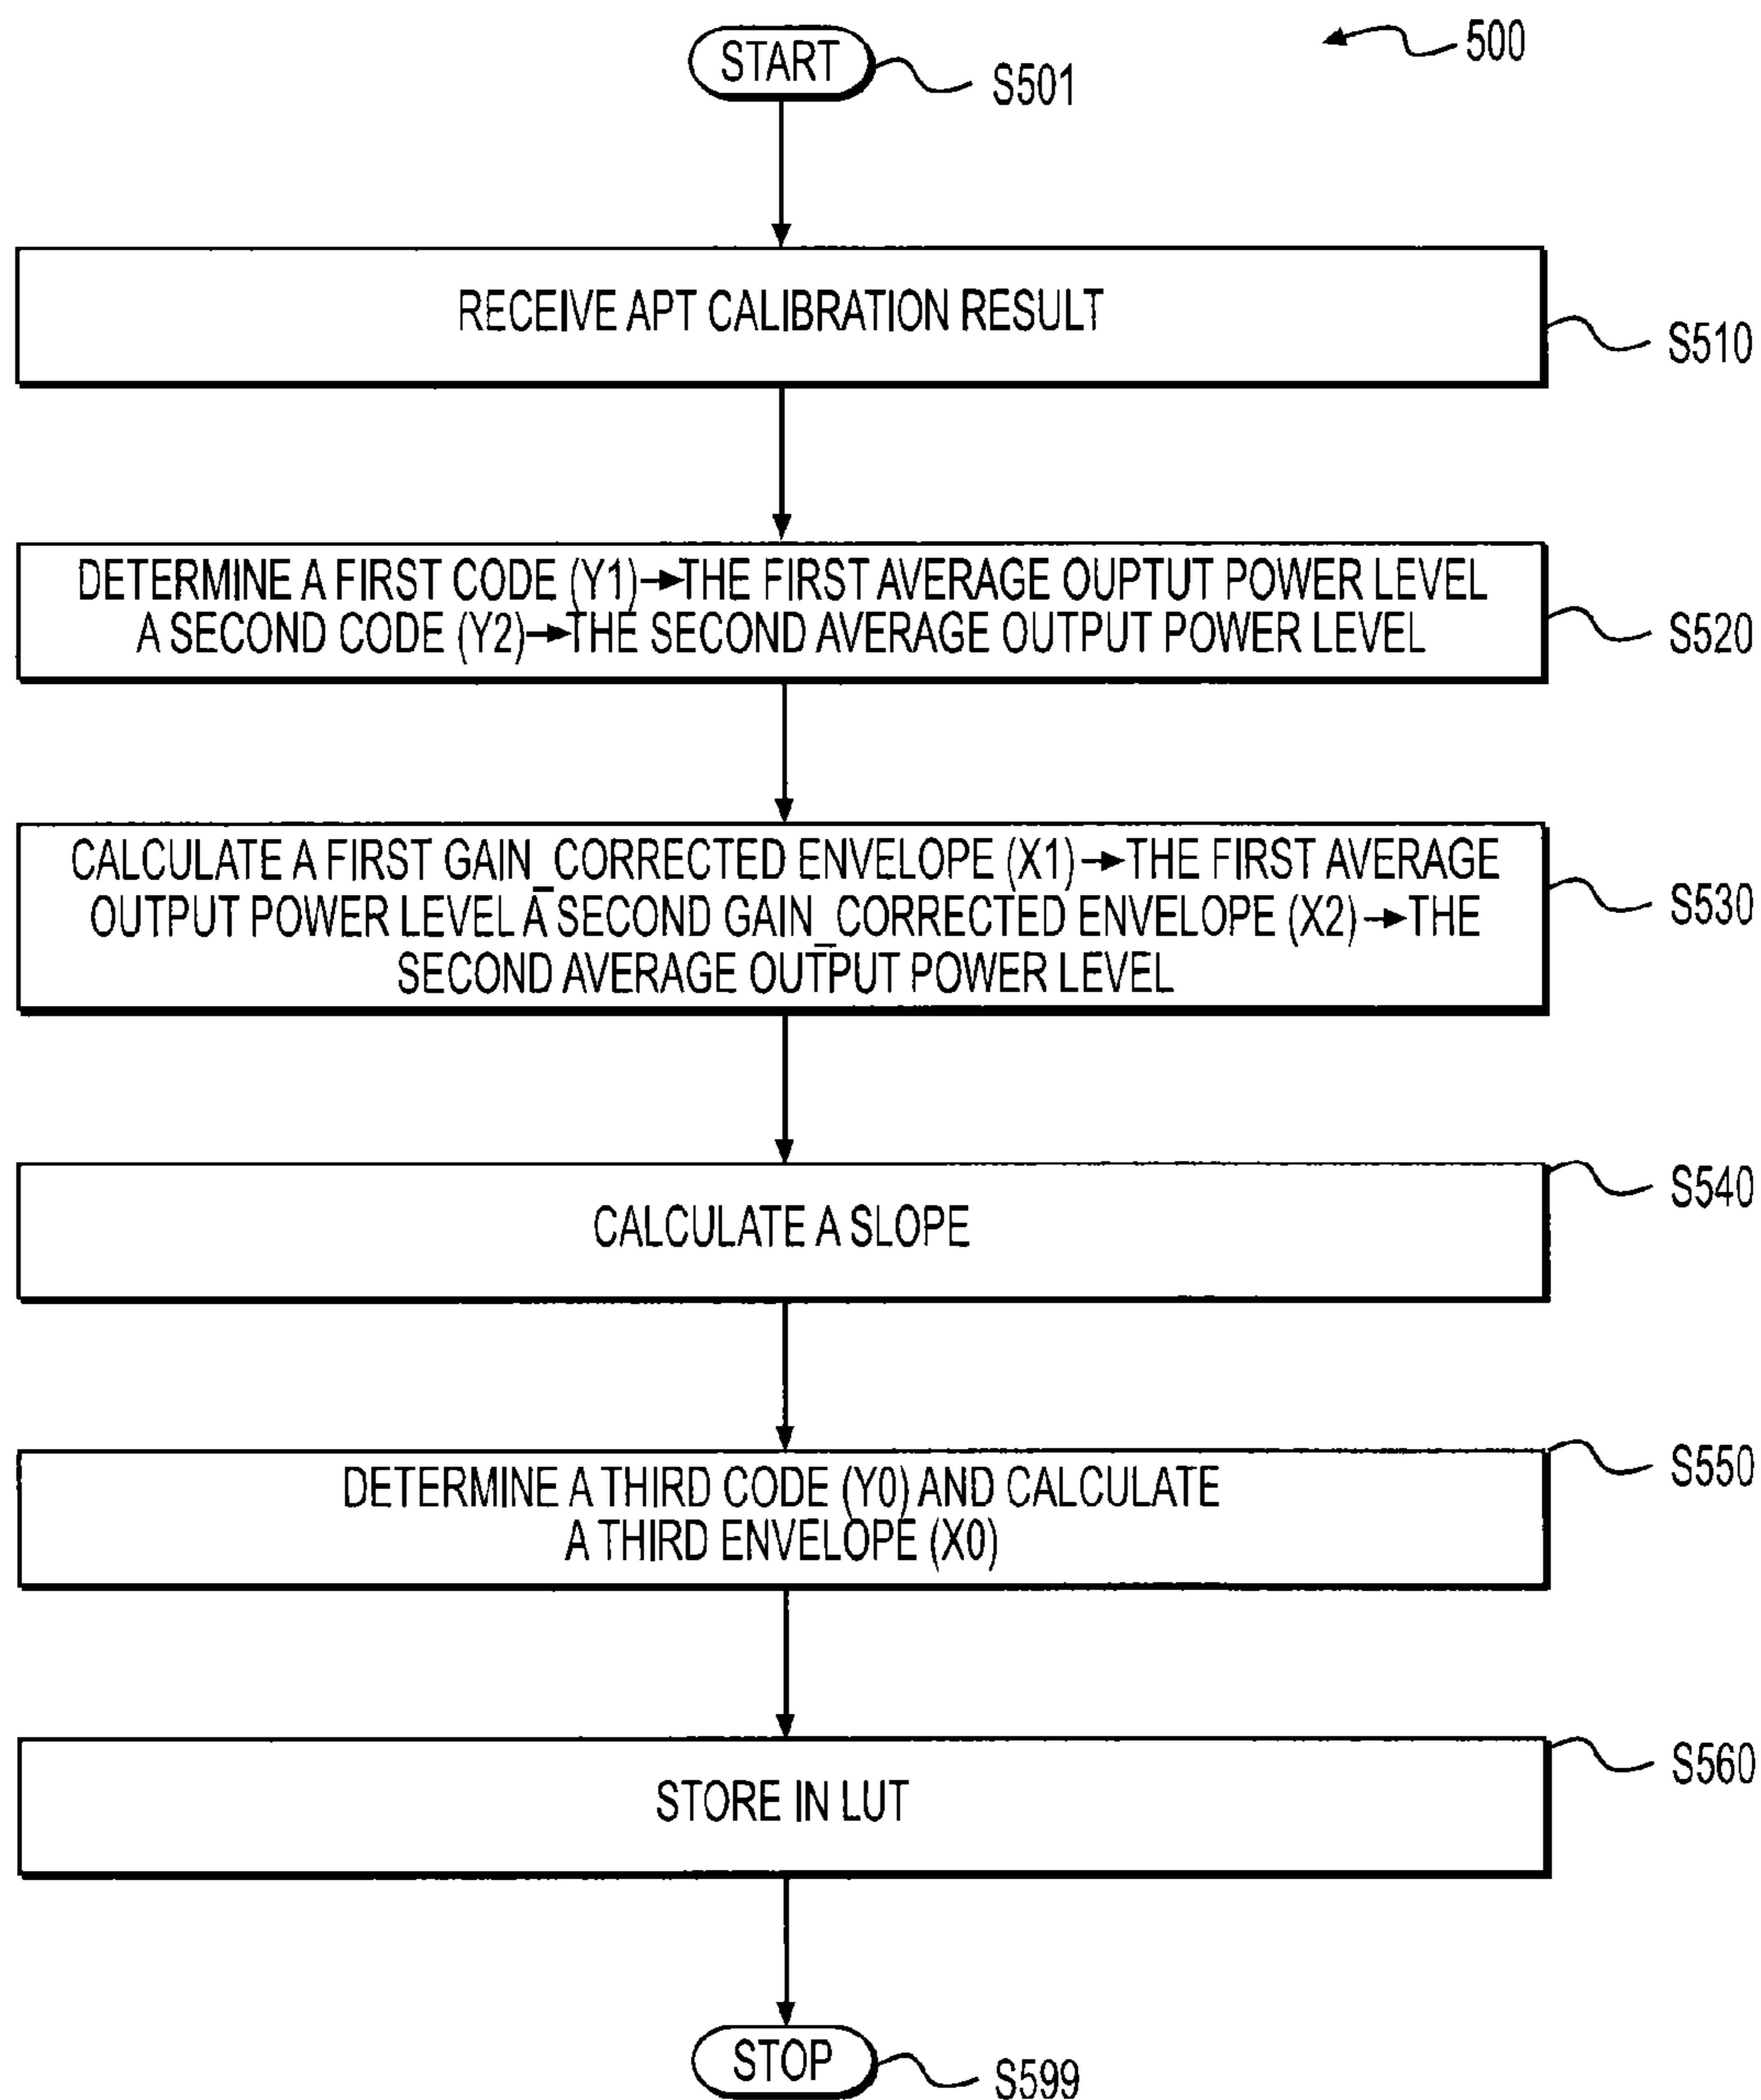 START
S501
500
RECEIVE APT CALIBRATION RESULT
S510
DETERMINE A FIRST CODE (Y1)→THE FIRST AVERAGE OUPTUT POWER LEVEL
A SECOND CODE (Y2)→THE SECOND AVERAGE OUTPUT POWER LEVEL
S520
CALCULATE A FIRST GAIN_CORRECTED ENVELOPE (X1)→THE FIRST AVERAGE
OUTPUT POWER LEVEL A SECOND GAIN_CORRECTED ENVELOPE (X2)→THE
SECOND AVERAGE OUTPUT POWER LEVEL
S530
CALCULATE A SLOPE
S540
DETERMINE A THIRD CODE (Y0) AND CALCULATE
A THIRD ENVELOPE (X0)
S550
STORE IN LUT
S560
STOP
S599